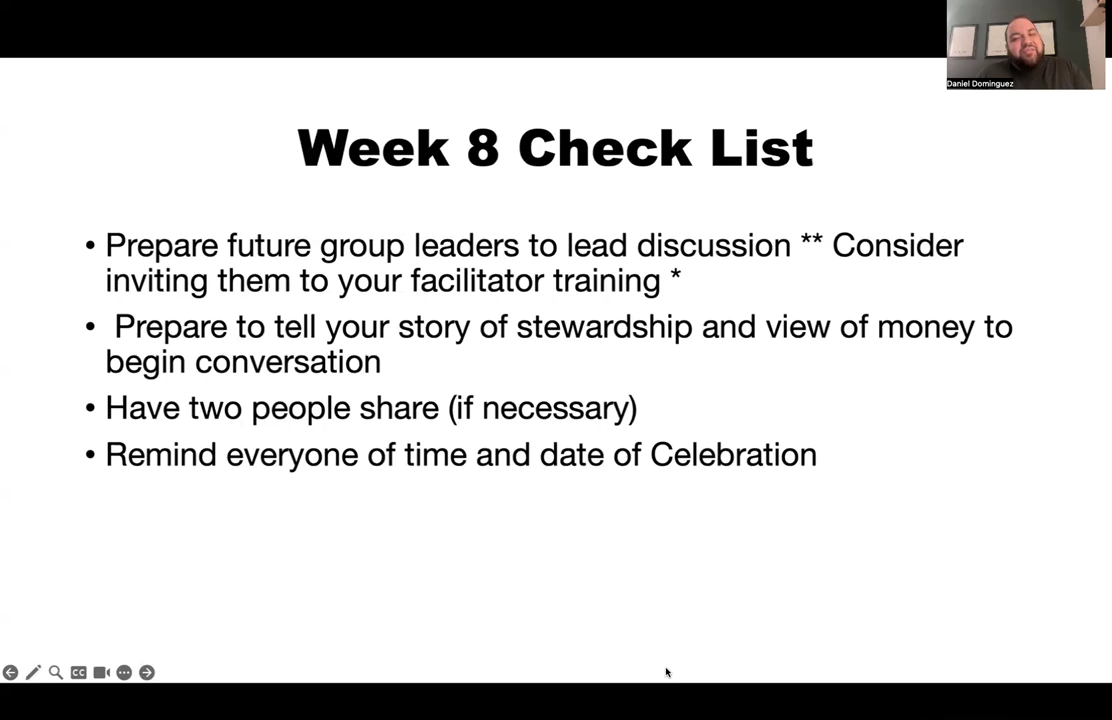 Daniel Dominguez
Week 8 Check List
• Prepare future group leaders to lead discussion ** Consider
inviting them to your facilitator training *
• Prepare to tell your story of stewardship and view of money to
begin conversation
• Have two people share (if necessary)
• Remind everyone of time and date of Celebration
CC